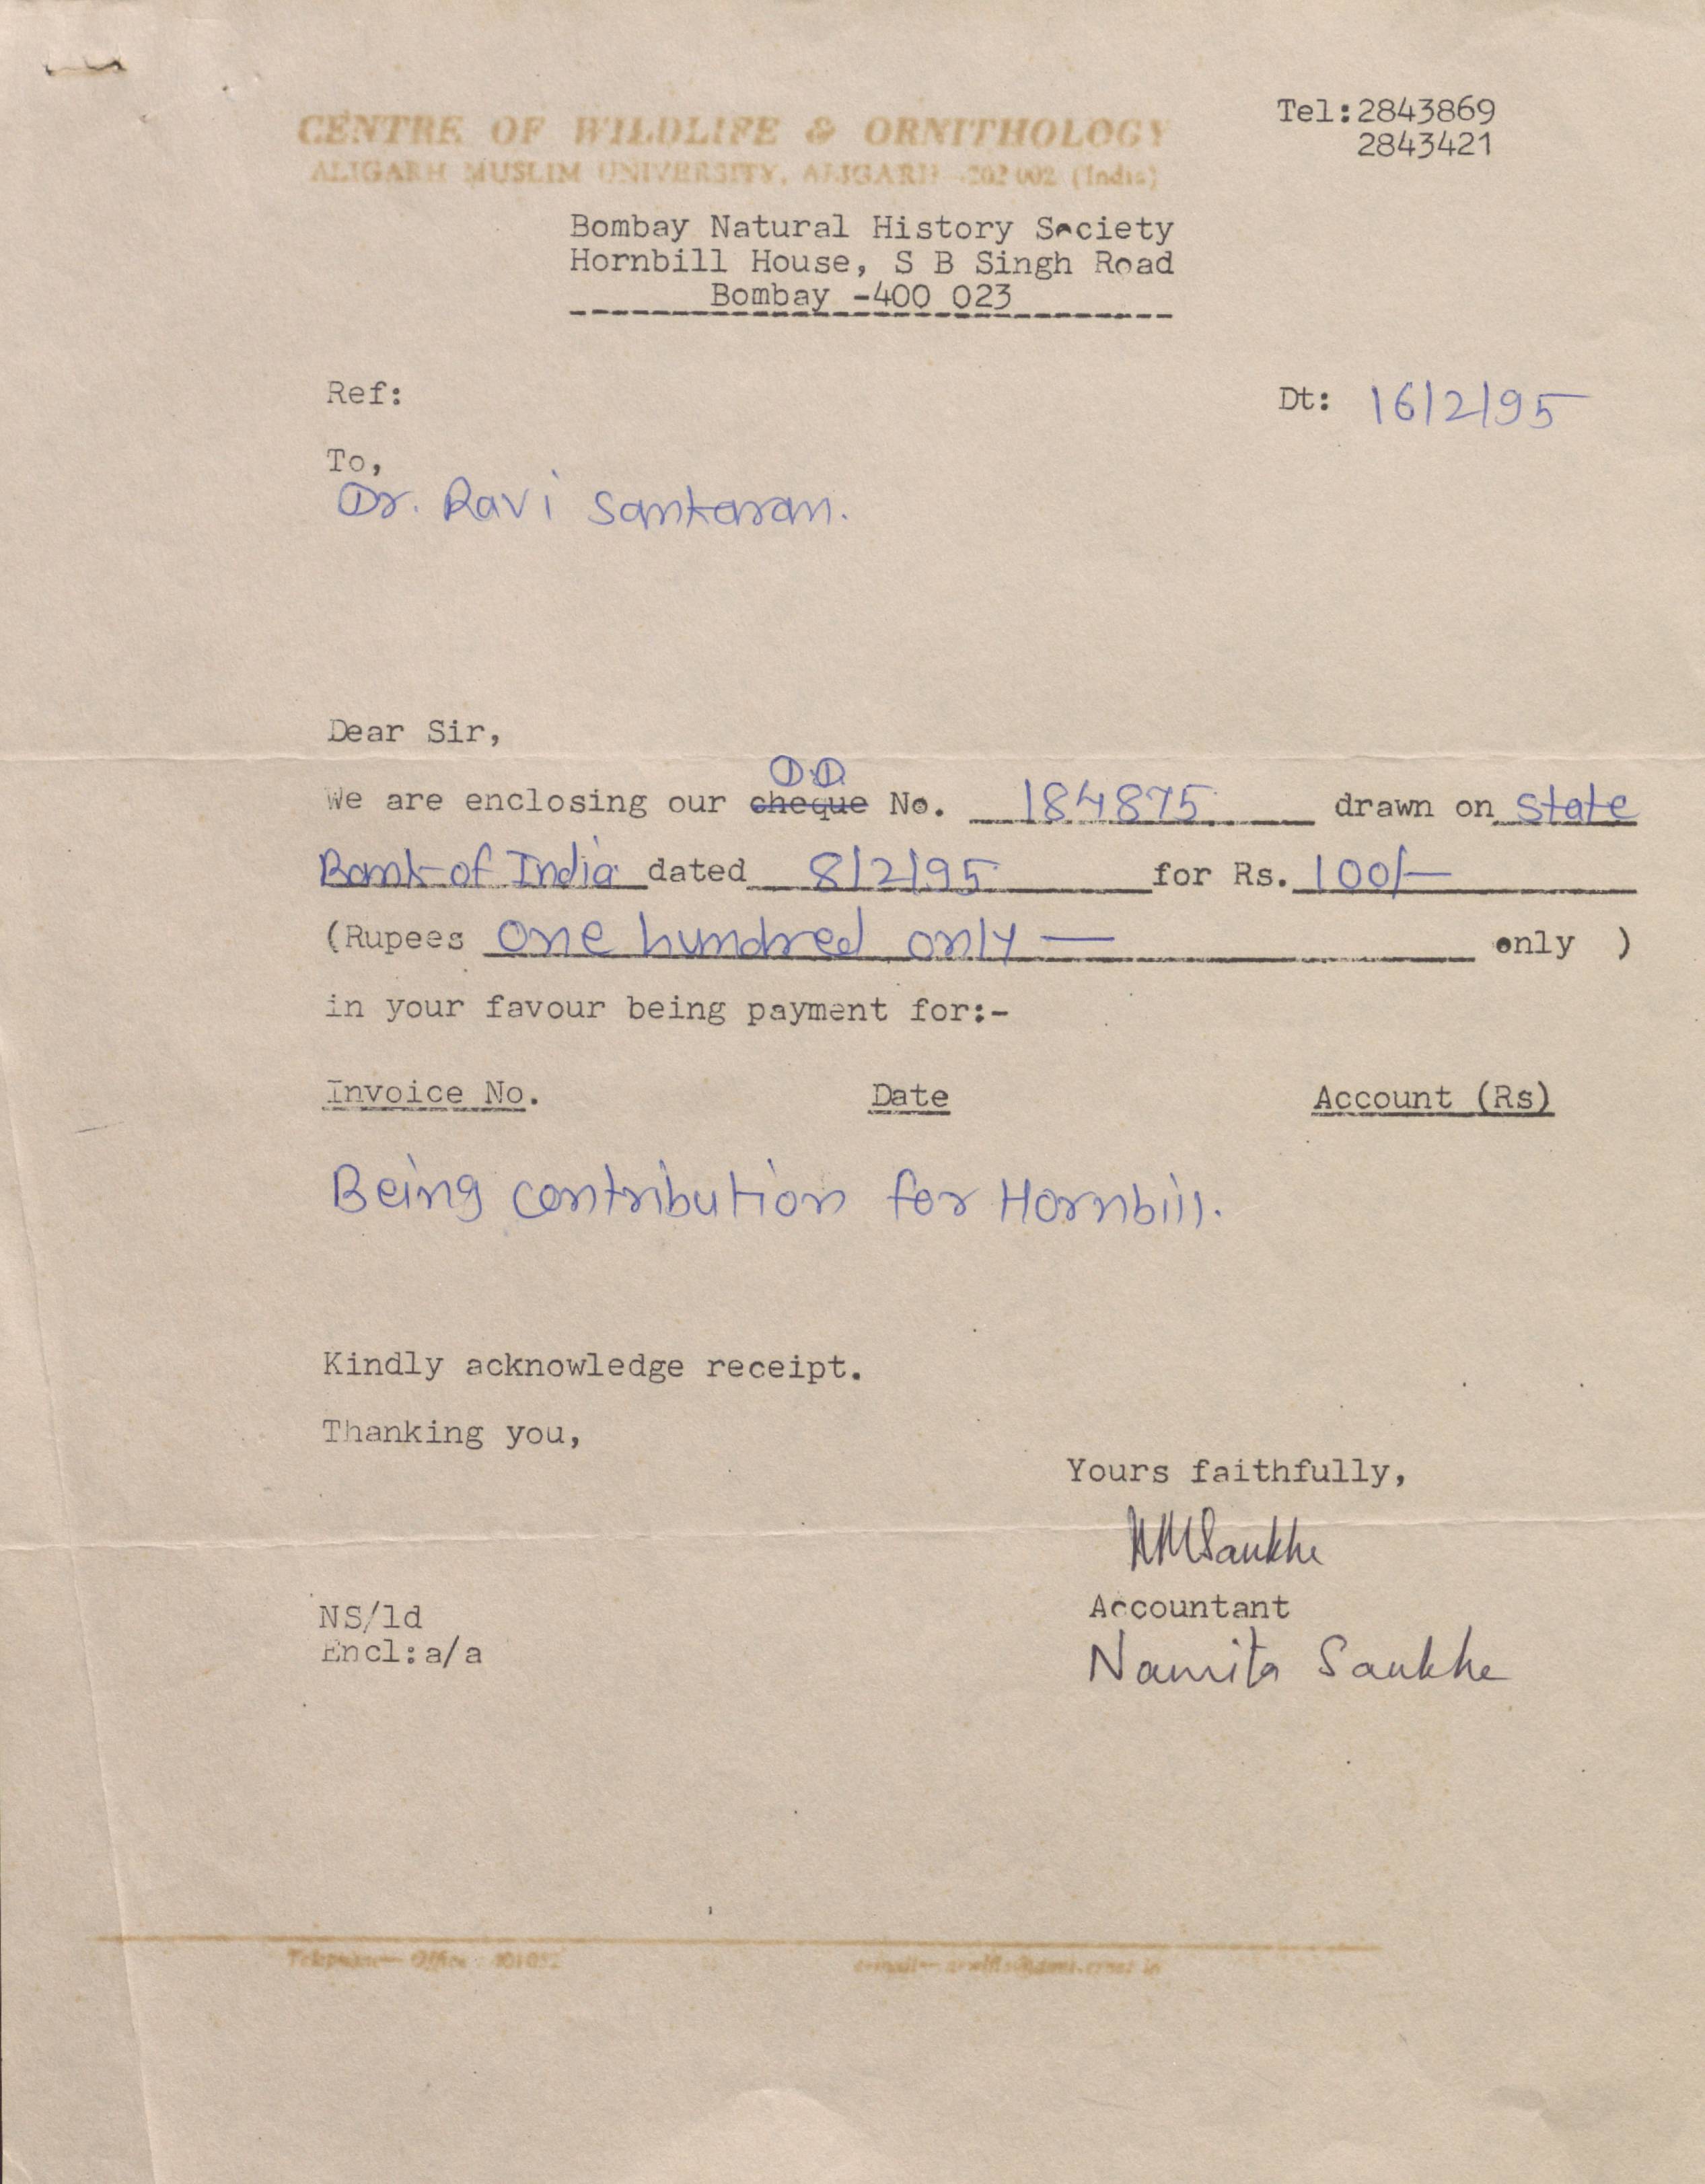 CENTRE OF WILDLIFE & ORNITHOLOGY
ALIGARH MUSLIM UNIVERSITY, ALIGARH -202 002 (India)
Tel:2843869
2843421
Bombay Natural History Society
Hornbill House, S B Singh Road
Bombay -400 023
Ref:
Dt: 16/2/95
To,
Dr. Ravi Sankaran.
Dear Sir,
D.D.
We are enclosing our cheque No. 184875 drawn on State
Bank of India dated 8/2/95 for Rs. 100/-
(Rupees One hundred only — only )
in your favour being payment for:-
Invoice No. Date Account (Rs)
Being contribution for Hornbill.
Kindly acknowledge receipt.
Thanking you,
Yours faithfully,
Accountant
NS/ld
Encl:a/a
Namita Saukhe
Office